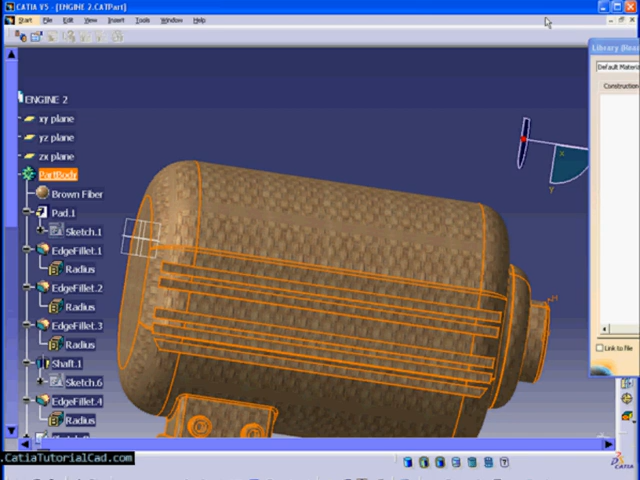 CATIA V5 - [ENGINE 2.CATPart]
Start File Edit View Insert Tools Window Help
Library (Rea
Default Materia
Construction
ENGINE 2
xy plane
yz plane
zx plane
PartBody
Brown Fiber
Pad.1
Sketch.1
EdgeFillet.1
Radius
EdgeFillet.2
Radius
EdgeFillet.3
Radius
Shaft.1
Sketch.6
EdgeFillet.4
Radius
X
Y
H
Link to file
.CatiaTutorialCad.com
CATIA